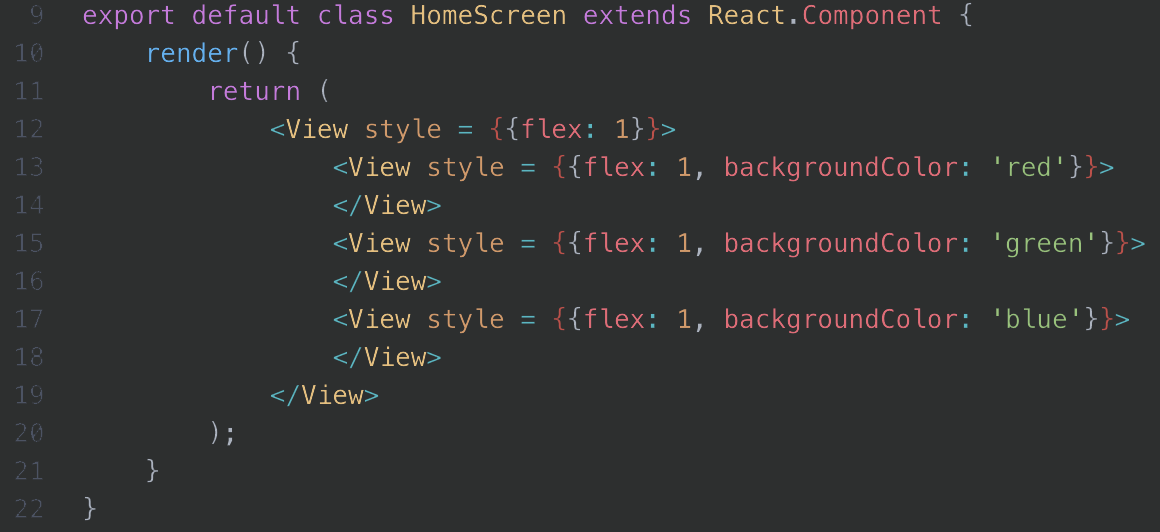 9 export default class HomeScreen extends React.Component {
10     render() {
11         return (
12             <View style = {{flex: 1}}>
13                 <View style = {{flex: 1, backgroundColor: 'red'}}>
14                 </View>
15                 <View style = {{flex: 1, backgroundColor: 'green'}}>
16                 </View>
17                 <View style = {{flex: 1, backgroundColor: 'blue'}}>
18                 </View>
19             </View>
20         );
21     }
22 }